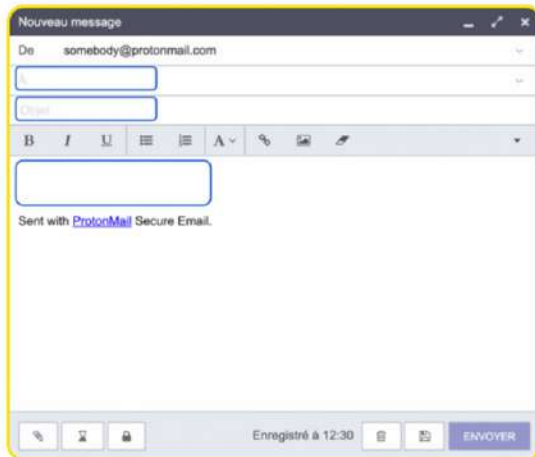 Nouveau message
De somebody@protonmail.com
À
Objet
B I U A
Sent with ProtonMail Secure Email.
Enregistré à 12:30 ENVOYER